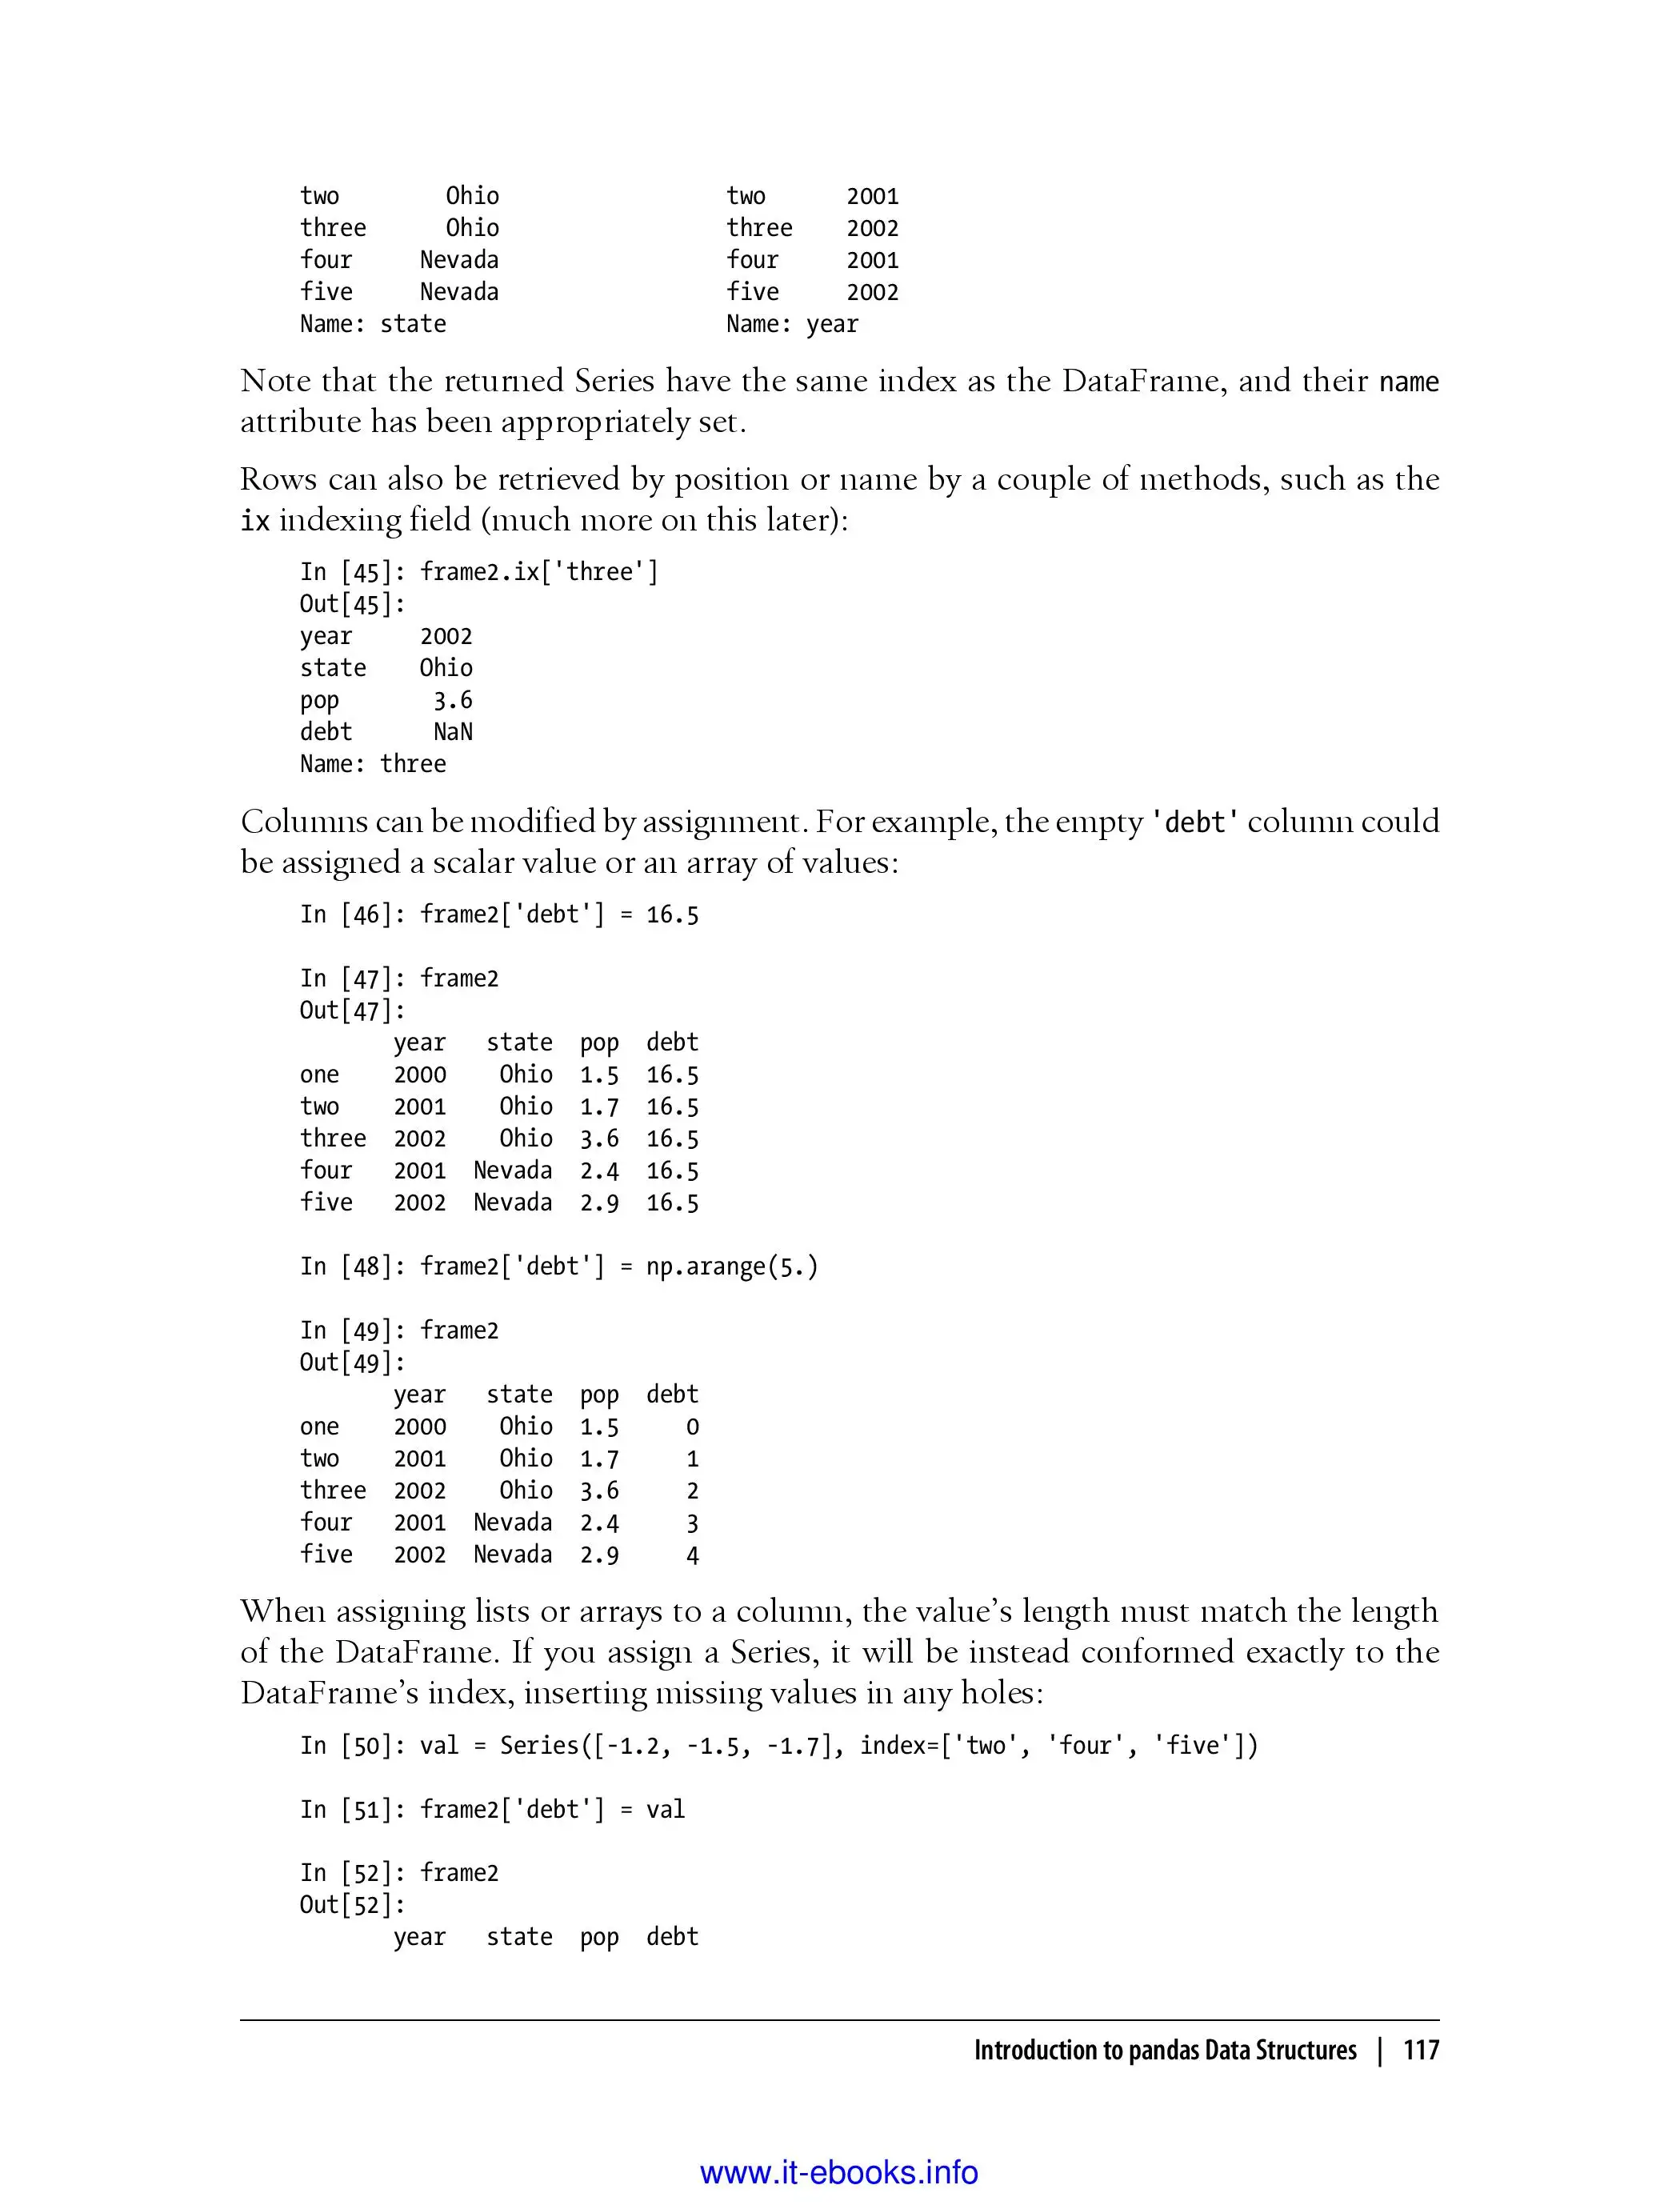 two        Ohio                 two      2001
three      Ohio                 three    2002
four     Nevada                 four     2001
five     Nevada                 five     2002
Name: state                     Name: year
Note that the returned Series have the same index as the DataFrame, and their name
attribute has been appropriately set.
Rows can also be retrieved by position or name by a couple of methods, such as the
ix indexing field (much more on this later):
In [45]: frame2.ix['three']
Out[45]:
year     2002
state    Ohio
pop       3.6
debt      NaN
Name: three
Columns can be modified by assignment. For example, the empty 'debt' column could
be assigned a scalar value or an array of values:
In [46]: frame2['debt'] = 16.5
In [47]: frame2
Out[47]:
       year   state  pop  debt
one    2000    Ohio  1.5  16.5
two    2001    Ohio  1.7  16.5
three  2002    Ohio  3.6  16.5
four   2001  Nevada  2.4  16.5
five   2002  Nevada  2.9  16.5
In [48]: frame2['debt'] = np.arange(5.)
In [49]: frame2
Out[49]:
       year   state  pop  debt
one    2000    Ohio  1.5     0
two    2001    Ohio  1.7     1
three  2002    Ohio  3.6     2
four   2001  Nevada  2.4     3
five   2002  Nevada  2.9     4
When assigning lists or arrays to a column, the value’s length must match the length
of the DataFrame. If you assign a Series, it will be instead conformed exactly to the
DataFrame’s index, inserting missing values in any holes:
In [50]: val = Series([-1.2, -1.5, -1.7], index=['two', 'four', 'five'])
In [51]: frame2['debt'] = val
In [52]: frame2
Out[52]:
       year   state  pop  debt
Introduction to pandas Data Structures | 117
www.it-ebooks.info